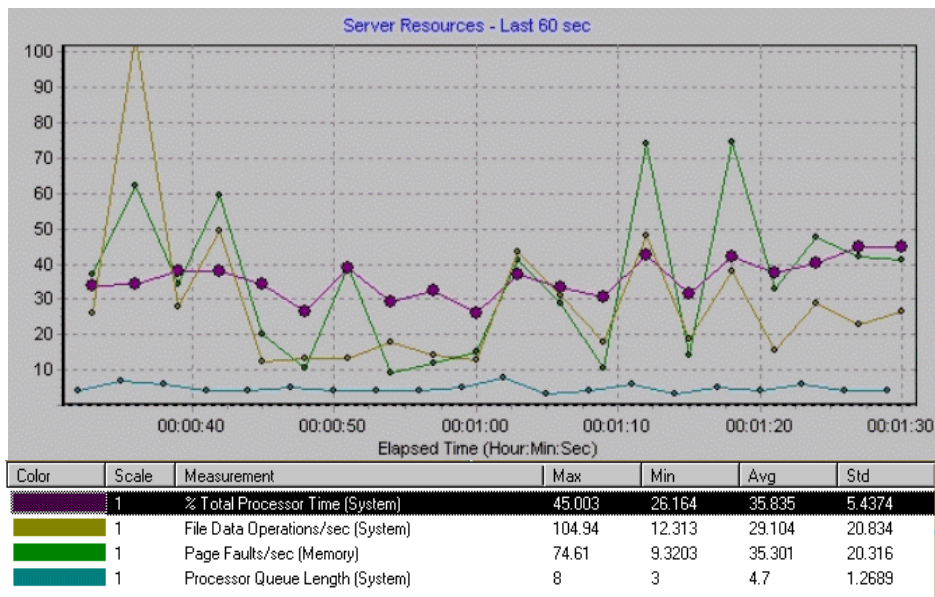 Server Resources - Last 60 sec
100
90
80
70
60
50
40
30
20
10
00:00:40 00:00:50 00:01:00 00:01:10 00:01:20 00:01:30
Elapsed Time (Hour:Min:Sec)
Color Scale Measurement Max Min Avg Std
1 % Total Processor Time (System) 45.003 26.164 35.835 5.4374
1 File Data Operations/sec (System) 104.94 12.313 29.104 20.834
1 Page Faults/sec (Memory) 74.61 9.3203 35.301 20.316
1 Processor Queue Length (System) 8 3 4.7 1.2689